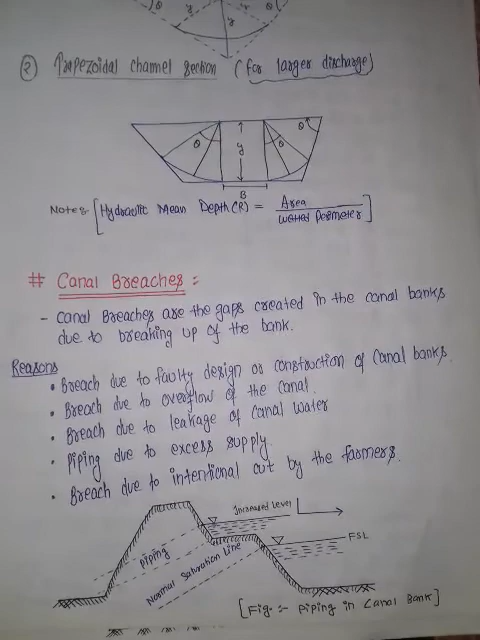 θ y y θ
② Trapezoidal channel section (for larger discharge)
θ y θ θ
B
Notes [Hydraulic Mean Depth(R) = Area / Wetted Perimeter]
# Canal Breaches :
- Canal Breaches are the gaps created in the canal banks
due to breaking up of the bank.
Reasons
• Breach due to faulty design or construction of canal banks.
• Breach due to overflow of the canal.
• Breach due to leakage of canal water
• Piping due to excess supply.
• Breach due to intentional cut by the farmers.
Increased Level
FSL
Piping
Normal Saturation Line
[Fig :- Piping in Canal Bank]